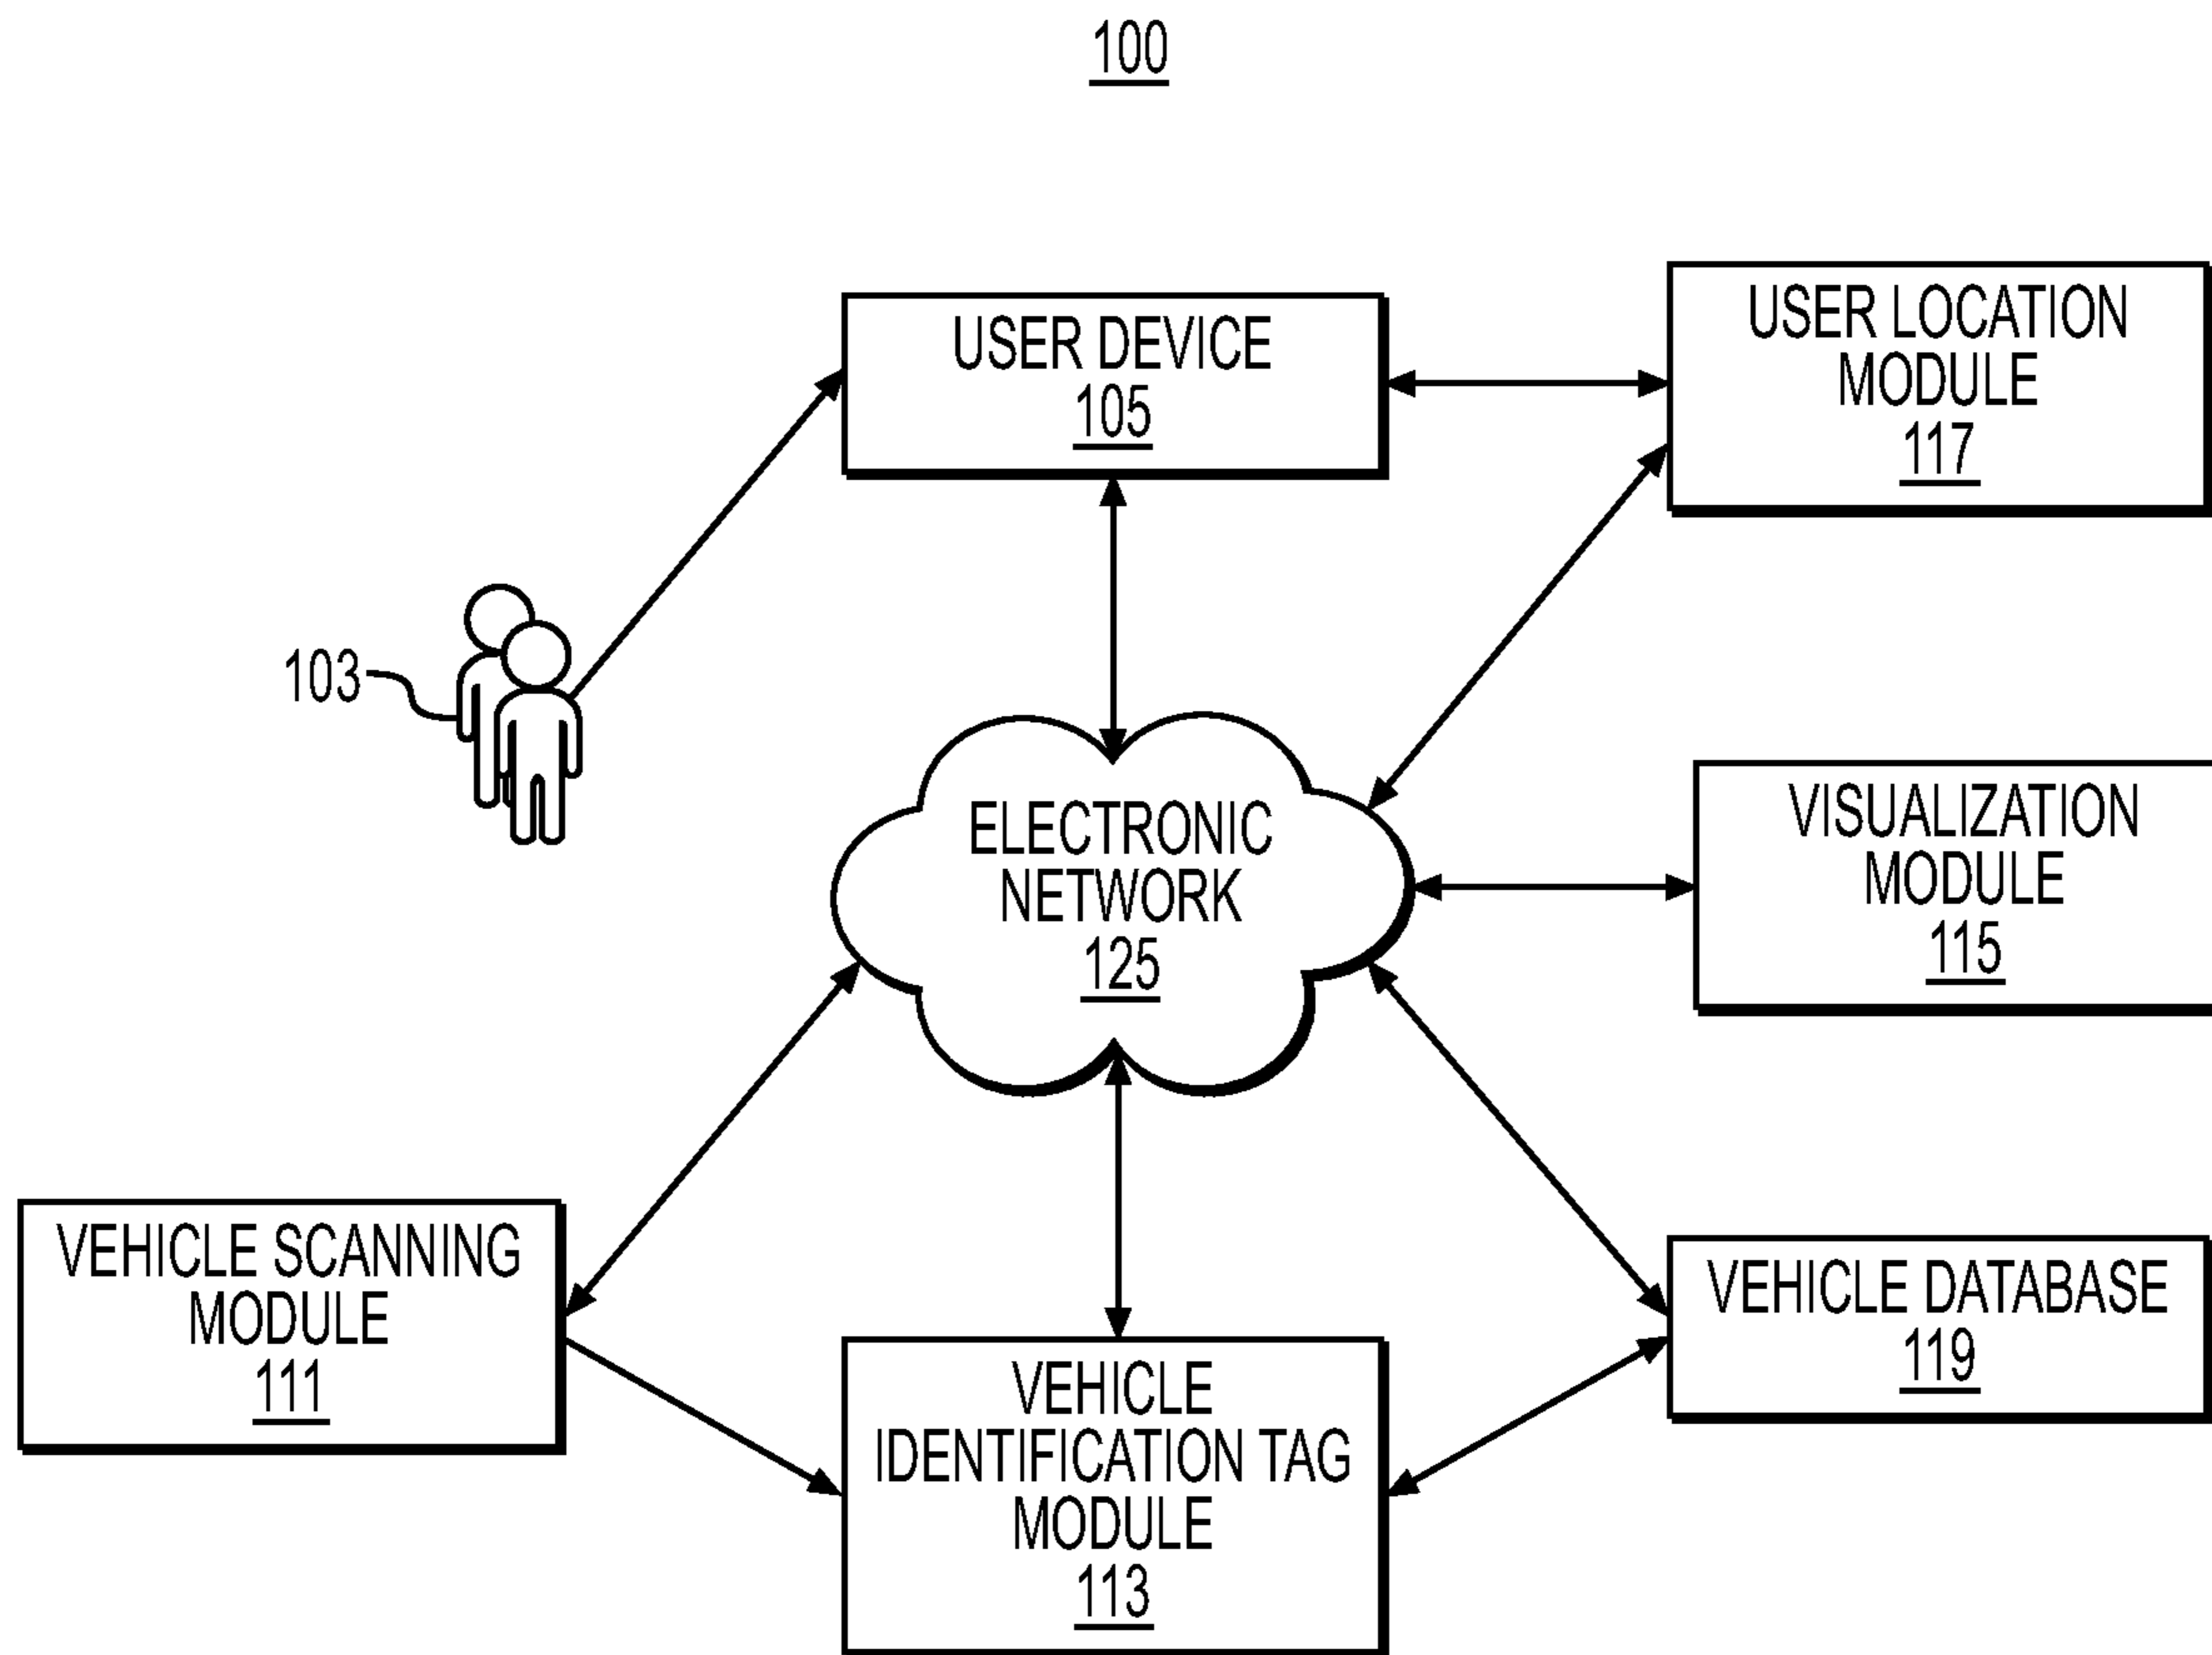 100
USER DEVICE
105
USER LOCATION
MODULE
117
103
ELECTRONIC
NETWORK
125
VISUALIZATION
MODULE
115
VEHICLE SCANNING
MODULE
111
VEHICLE
IDENTIFICATION TAG
MODULE
113
VEHICLE DATABASE
119